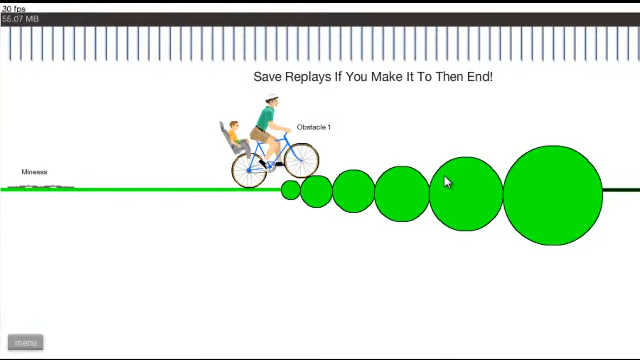 30 fps
55.07 MB
Save Replays If You Make It To Then End!
Obstacle 1
Minesss
menu